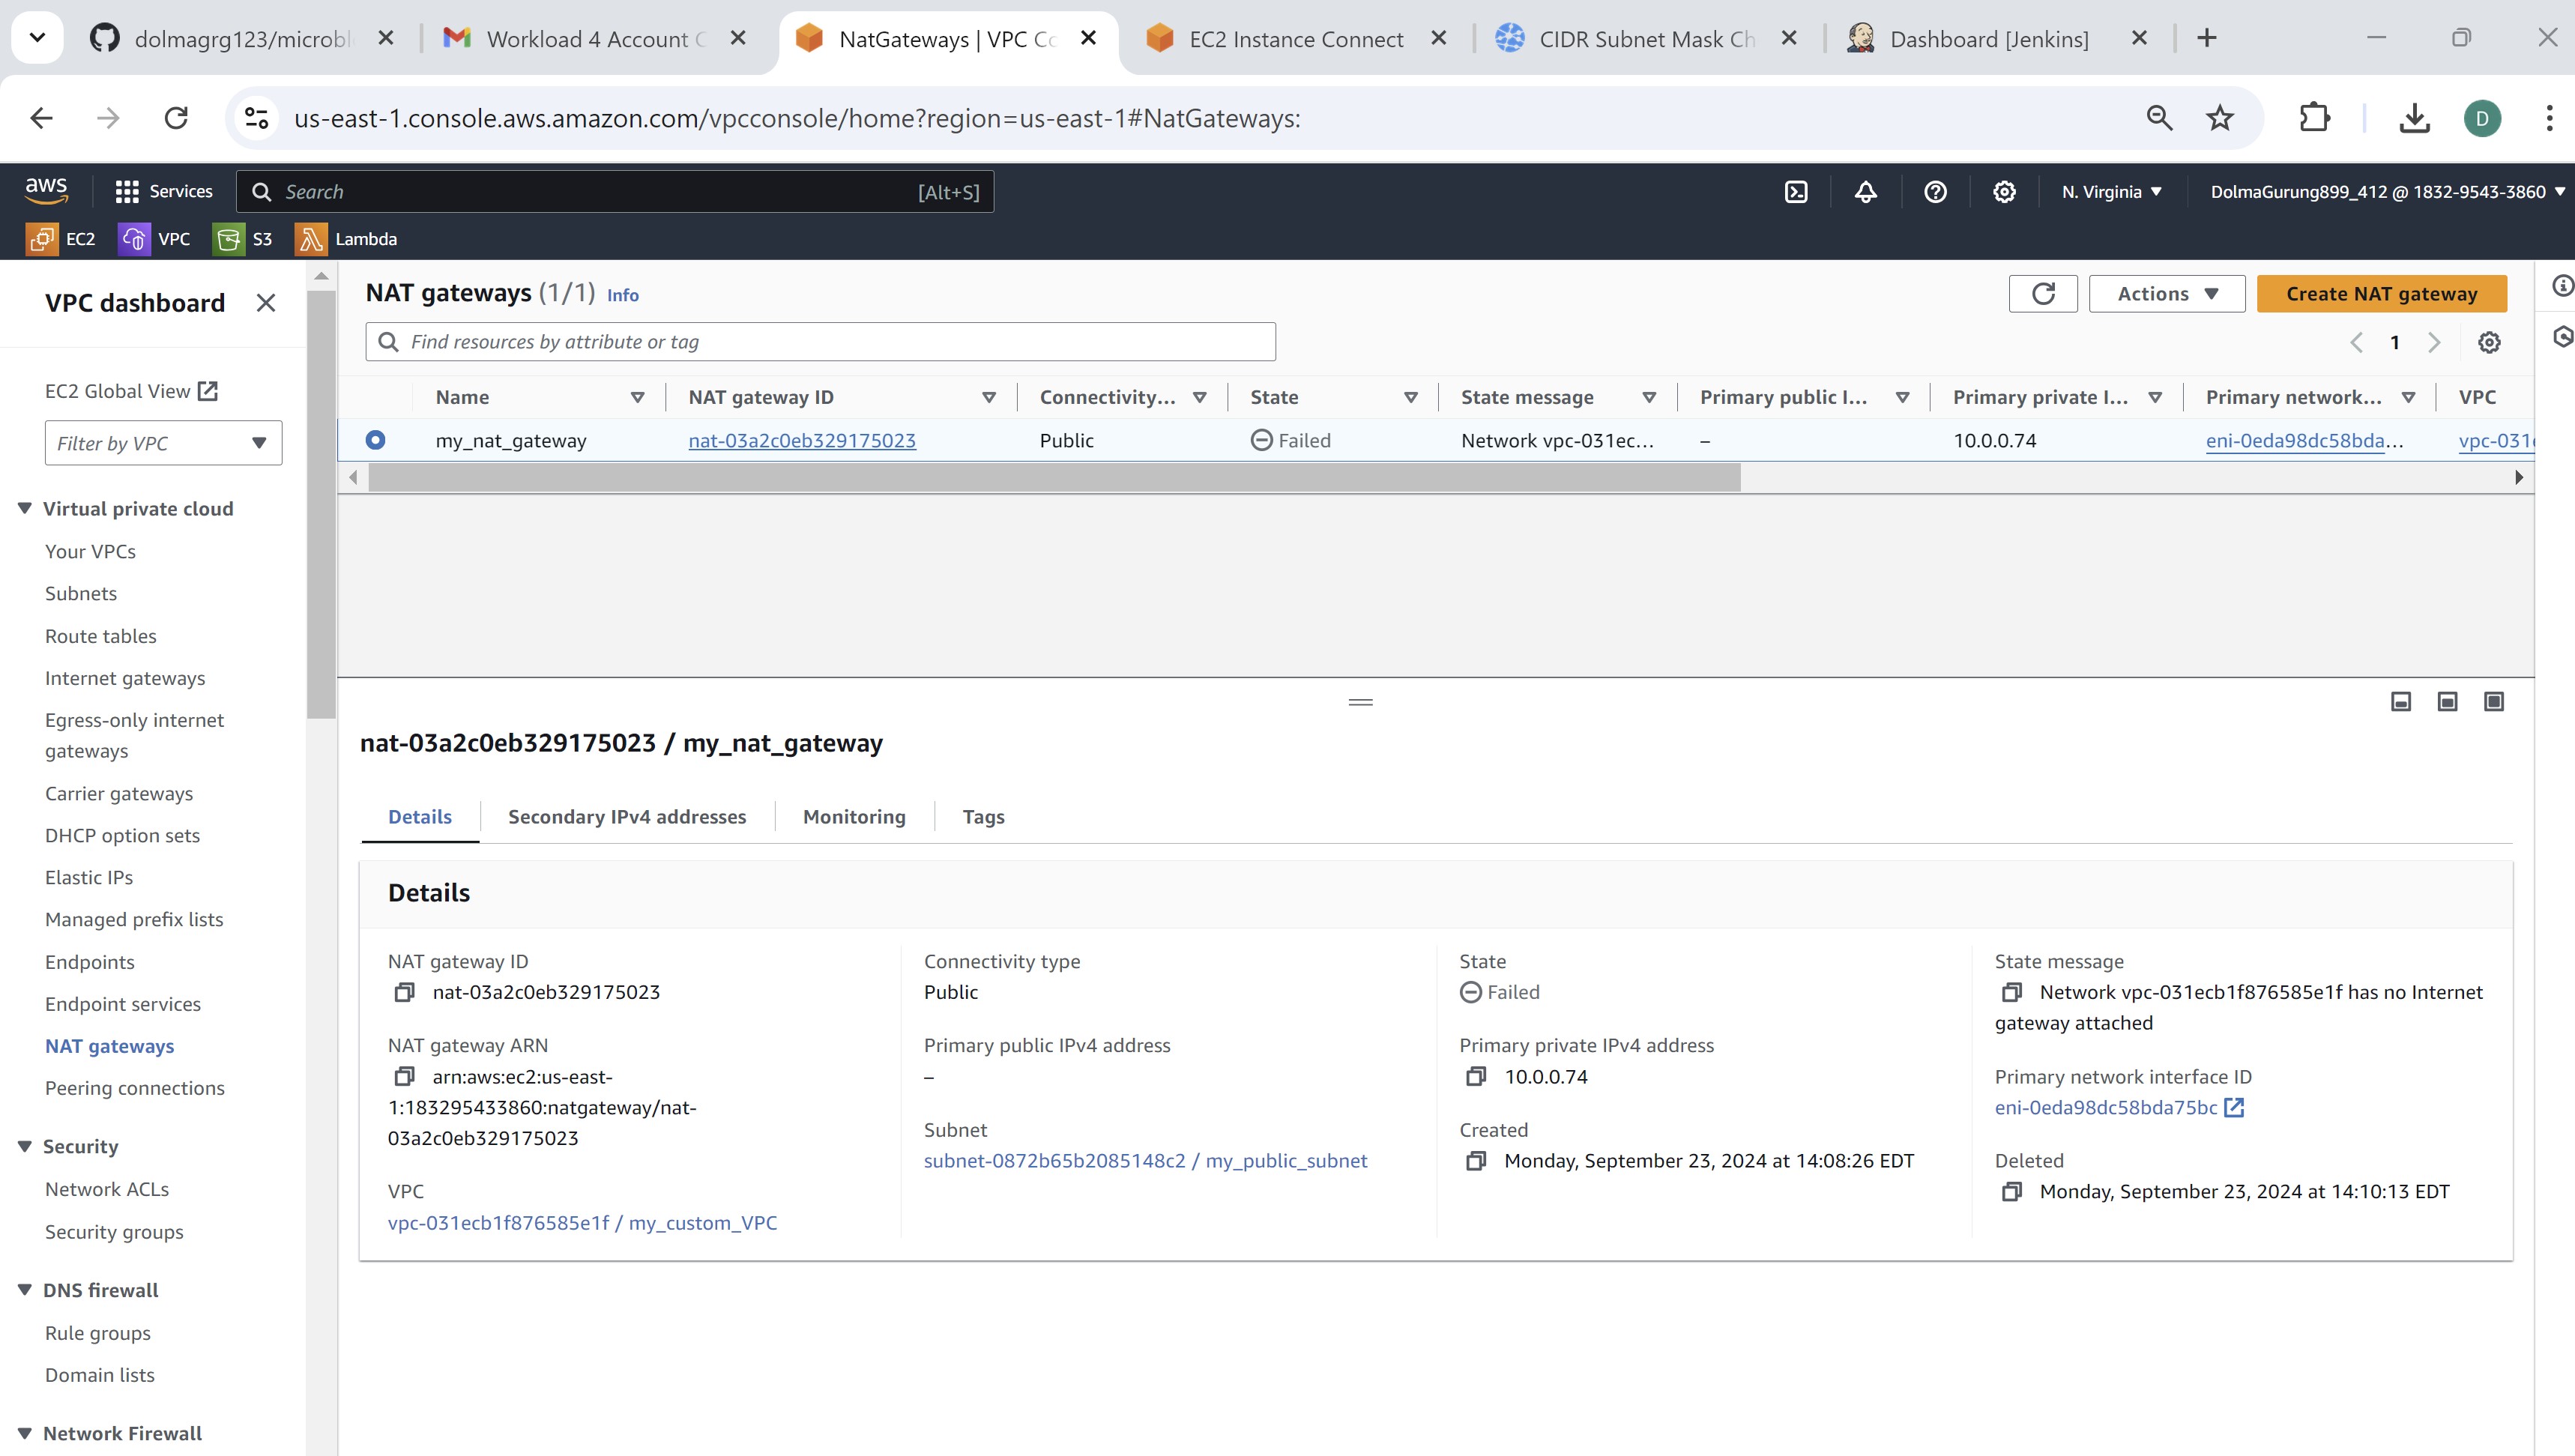 dolmagrg123/microbl
Workload 4 Account C
NatGateways | VPC Co
EC2 Instance Connect
CIDR Subnet Mask Ch
Dashboard [Jenkins]
us-east-1.console.aws.amazon.com/vpcconsole/home?region=us-east-1#NatGateways:
D
aws
Services
Search
[Alt+S]
N. Virginia
DolmaGurung899_412 @ 1832-9543-3860
EC2
VPC
S3
Lambda
VPC dashboard
EC2 Global View
Filter by VPC
Virtual private cloud
Your VPCs
Subnets
Route tables
Internet gateways
Egress-only internet
gateways
Carrier gateways
DHCP option sets
Elastic IPs
Managed prefix lists
Endpoints
Endpoint services
NAT gateways
Peering connections
Security
Network ACLs
Security groups
DNS firewall
Rule groups
Domain lists
Network Firewall
NAT gateways (1/1) Info
Actions
Create NAT gateway
Find resources by attribute or tag
1
Name NAT gateway ID Connectivity... State State message Primary public I... Primary private I... Primary network... VPC
my_nat_gateway nat-03a2c0eb329175023 Public Failed Network vpc-031ec... – 10.0.0.74 eni-0eda98dc58bda... vpc-031
nat-03a2c0eb329175023 / my_nat_gateway
Details Secondary IPv4 addresses Monitoring Tags
Details
NAT gateway ID
nat-03a2c0eb329175023
NAT gateway ARN
arn:aws:ec2:us-east-
1:183295433860:natgateway/nat-
03a2c0eb329175023
VPC
vpc-031ecb1f876585e1f / my_custom_VPC
Connectivity type
Public
Primary public IPv4 address
–
Subnet
subnet-0872b65b2085148c2 / my_public_subnet
State
Failed
Primary private IPv4 address
10.0.0.74
Created
Monday, September 23, 2024 at 14:08:26 EDT
State message
Network vpc-031ecb1f876585e1f has no Internet
gateway attached
Primary network interface ID
eni-0eda98dc58bda75bc
Deleted
Monday, September 23, 2024 at 14:10:13 EDT